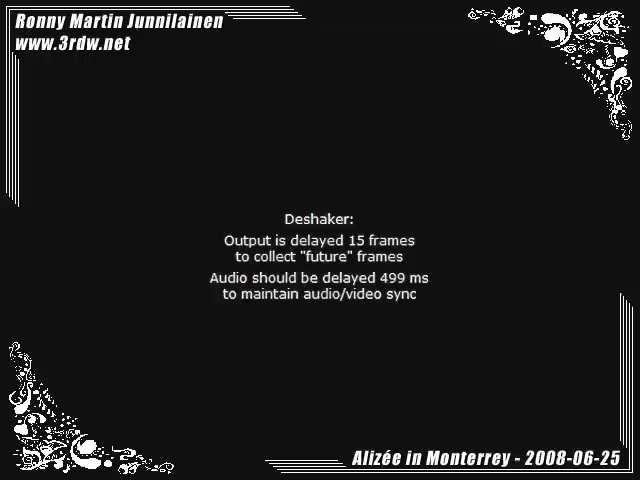 Ronny Martin Junnilainen
www.3rdw.net
Deshaker:
Output is delayed 15 frames
to collect "future" frames
Audio should be delayed 499 ms
to maintain audio/video sync
Alizée in Monterrey - 2008-06-25